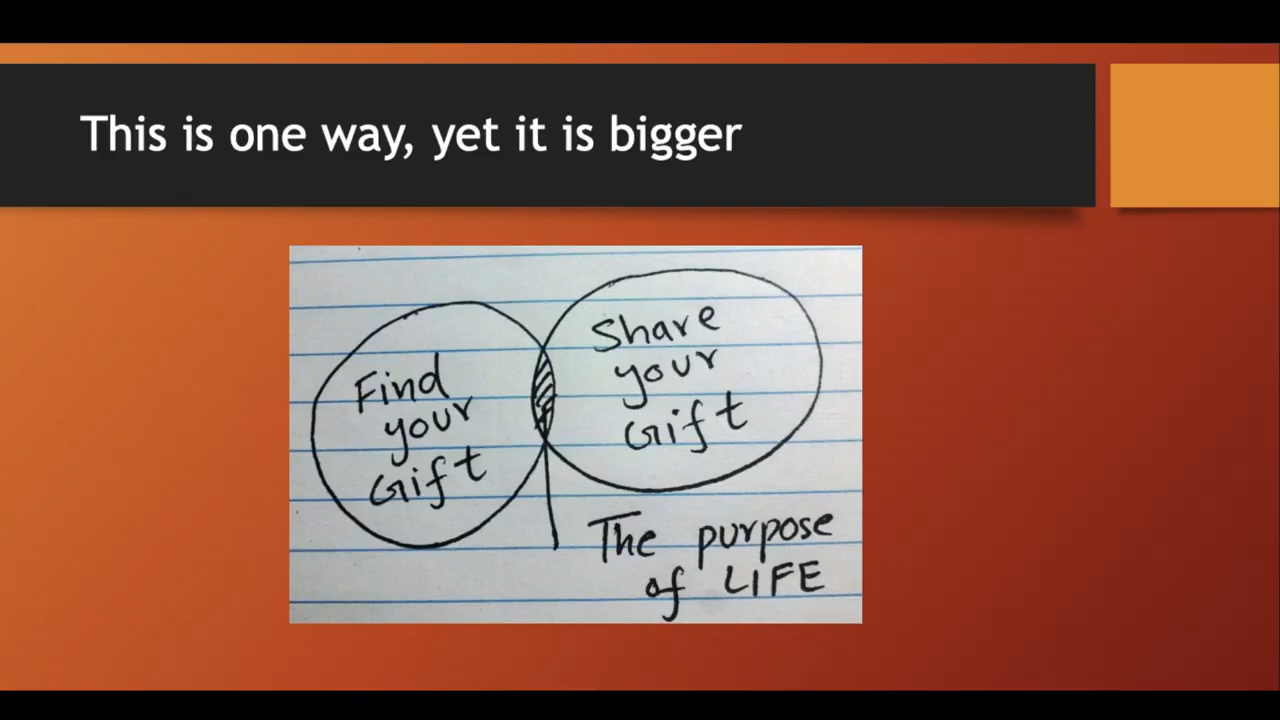 This is one way, yet it is bigger
Find
your
Gift
Share
your
Gift
The purpose
of LIFE